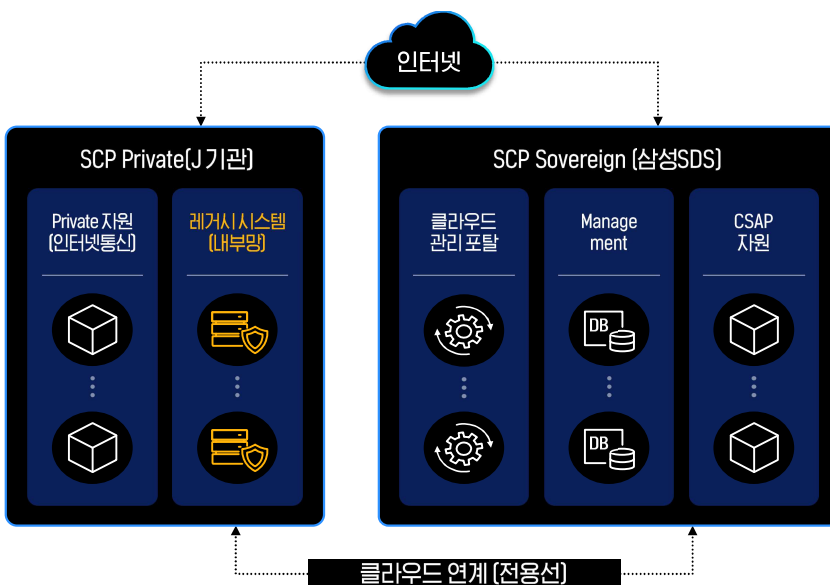 인터넷
SCP Private(J 기관)
Private 자원
(인터넷통신)
레거시 시스템
(내부망)
SCP Sovereign (삼성SDS)
클라우드
관리 포탈
Manage
ment
CSAP
자원
DB
DB
클라우드 연계 (전용선)